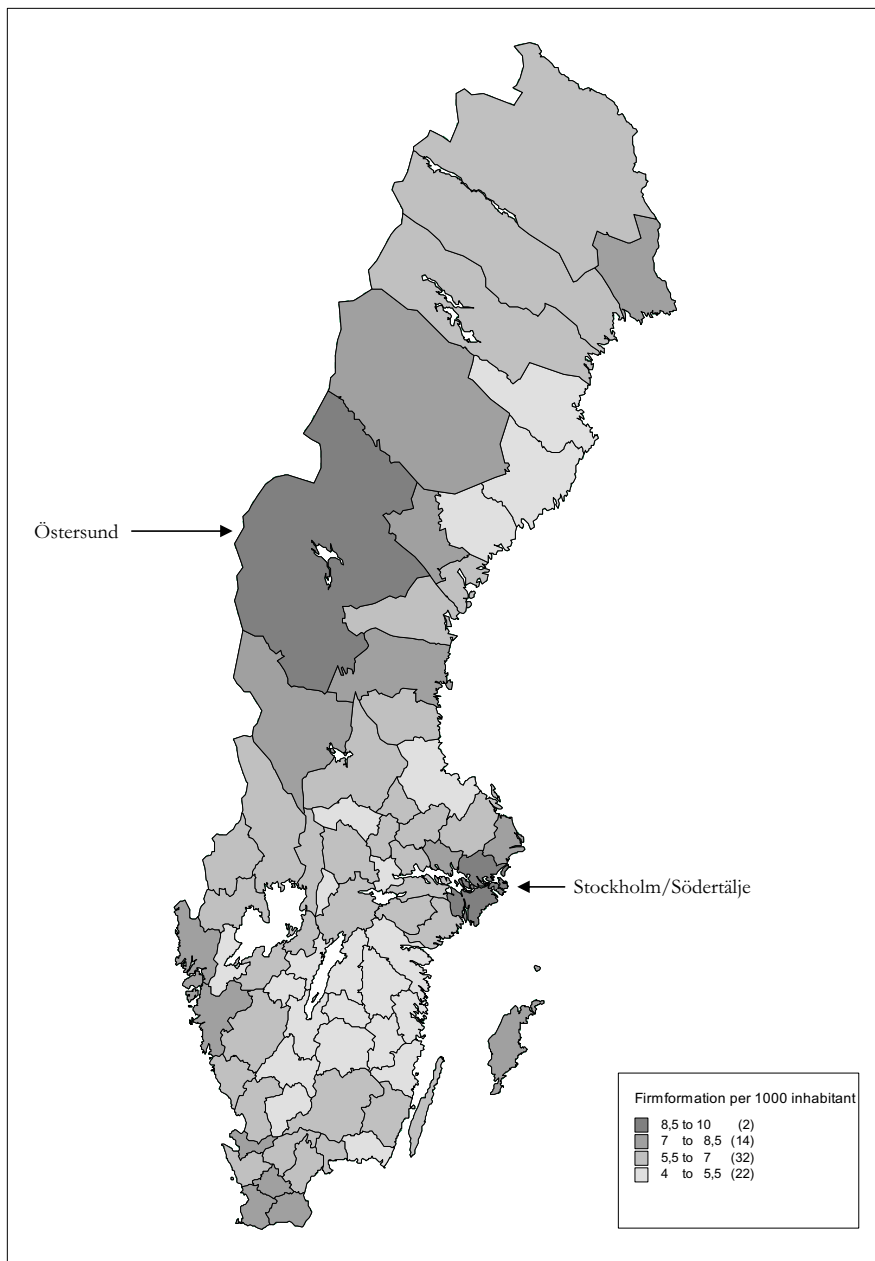 Östersund
Stockholm/Södertälje
Firmformation per 1000 inhabitant
8,5 to 10 (2)
7 to 8,5 (14)
5,5 to 7 (32)
4 to 5,5 (22)